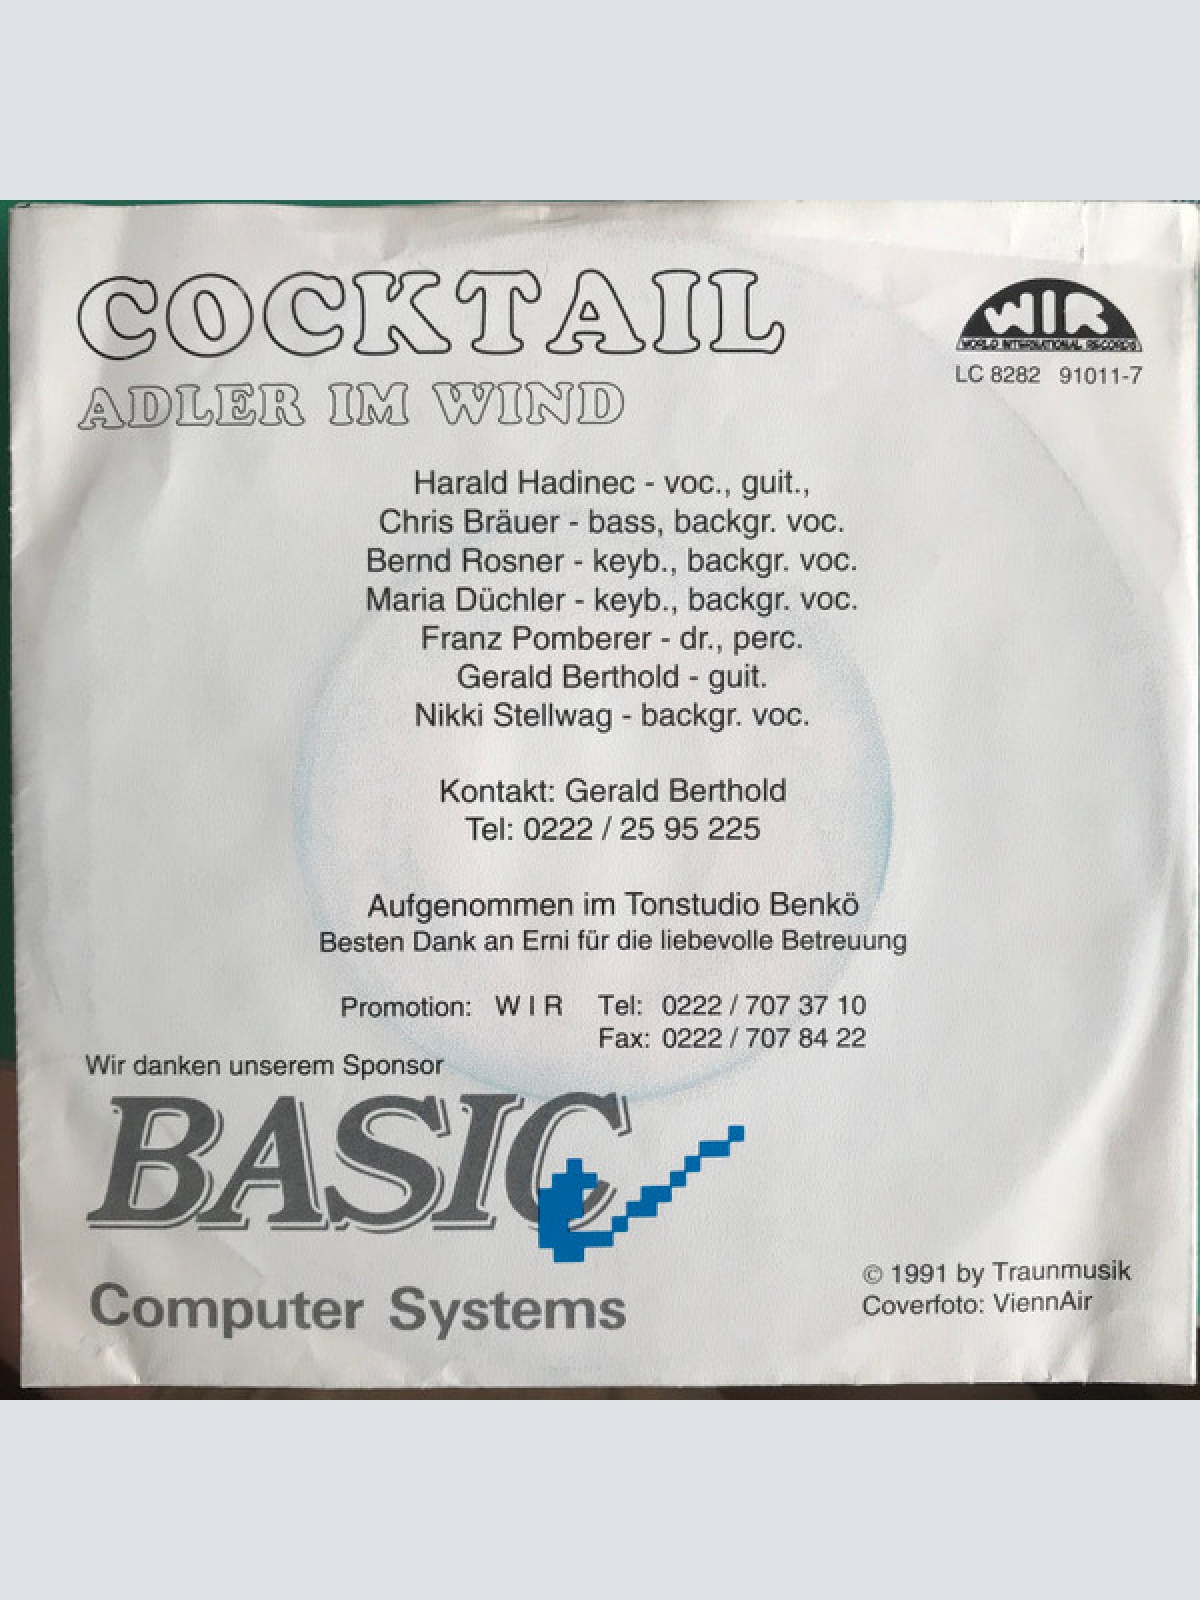 COCKTAIL
ADLER IM WIND
WIR
WORLD INTERNATIONAL RECORDS
LC 8282 91011-7
Harald Hadinec - voc., guit.,
Chris Bräuer - bass, backgr. voc.
Bernd Rosner - keyb., backgr. voc.
Maria Düchler - keyb., backgr. voc.
Franz Pomberer - dr., perc.
Gerald Berthold - guit.
Nikki Stellwag - backgr. voc.
Kontakt: Gerald Berthold
Tel: 0222 / 25 95 225
Aufgenommen im Tonstudio Benkö
Besten Dank an Erni für die liebevolle Betreuung
Promotion: W I R Tel: 0222 / 707 37 10
Fax: 0222 / 707 84 22
Wir danken unserem Sponsor
BASIC
Computer Systems
© 1991 by Traunmusik
Coverfoto: ViennAir